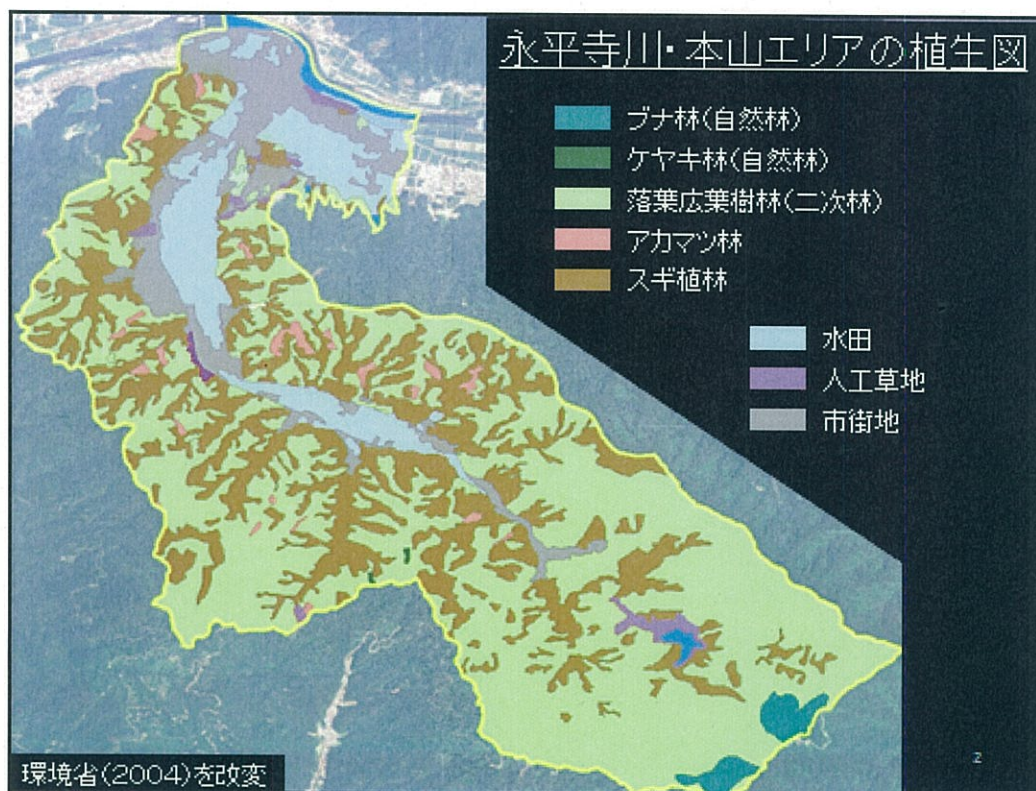 永平寺川・本山エリアの植生図
ブナ林(自然林)
ケヤキ林(自然林)
落葉広葉樹林(二次林)
アカマツ林
スギ植林
水田
人工草地
市街地
環境省(2004)を改変
2